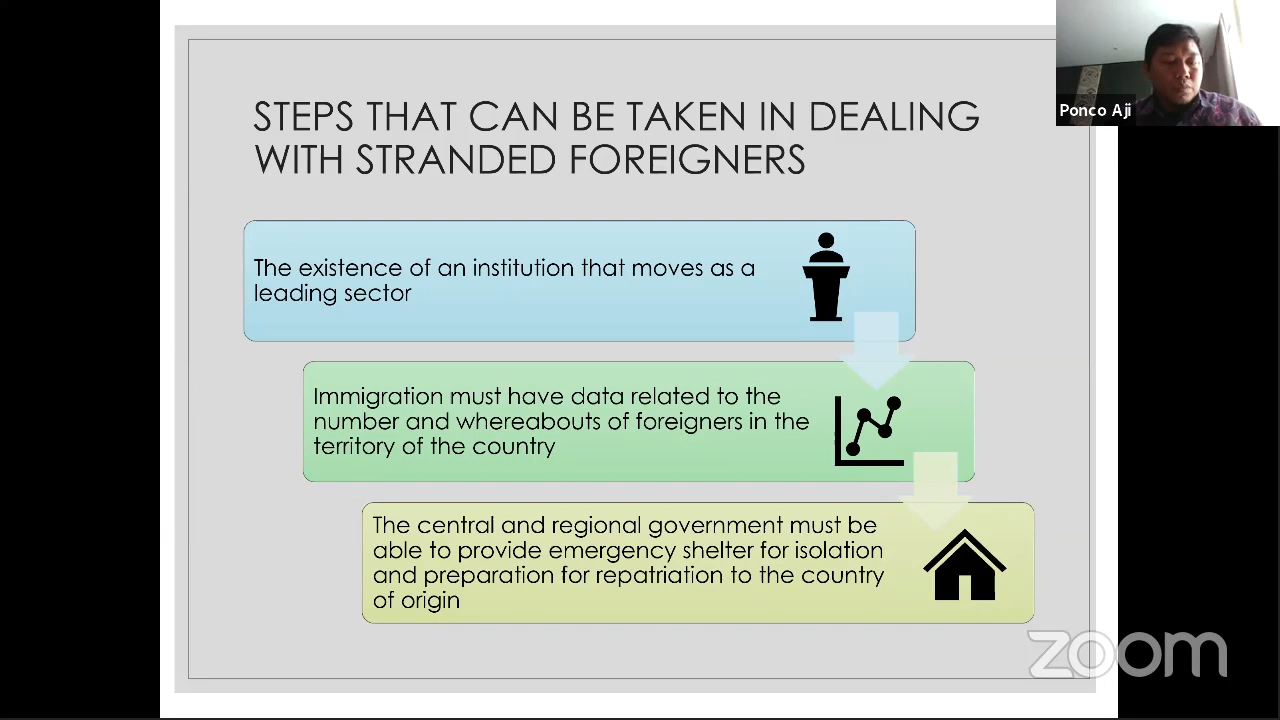 STEPS THAT CAN BE TAKEN IN DEALING
WITH STRANDED FOREIGNERS
Ponco Aji
The existence of an institution that moves as a
leading sector
Immigration must have data related to the
number and whereabouts of foreigners in the
territory of the country
The central and regional government must be
able to provide emergency shelter for isolation
and preparation for repatriation to the country
of origin
zoom